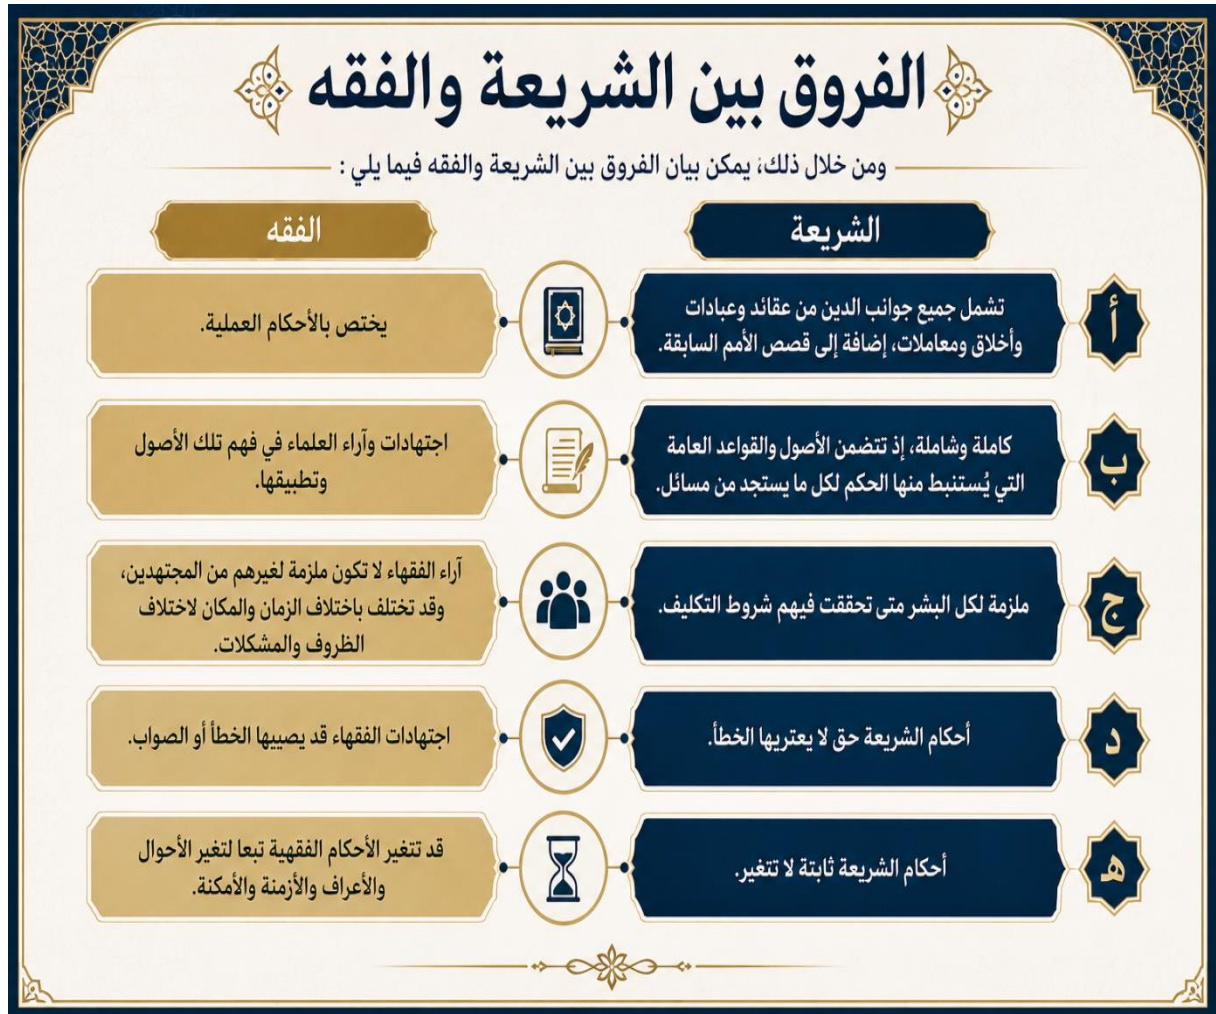 الفروق بين الشريعة والفقه
ومن خلال ذلك، يمكن بيان الفروق بين الشريعة والفقه فيما يلي :
الشريعة
الفقه
أ
تشمل جميع جوانب الدين من عقائد وعبادات
وأخلاق ومعاملات، إضافة إلى قصص الأمم السابقة.
يختص بالأحكام العملية.
ب
كاملة وشاملة، إذ تتضمن الأصول والقواعد العامة
التي يُستنبط منها الحكم لكل ما يستجد من مسائل.
اجتهادات وآراء العلماء في فهم تلك الأصول
وتطبيقها.
ج
ملزمة لكل البشر متى تحققت فيهم شروط التكليف.
آراء الفقهاء لا تكون ملزمة لغيرهم من المجتهدين،
وقد تختلف باختلاف الزمان والمكان لاختلاف
الظروف والمشكلات.
د
أحكام الشريعة حق لا يعتريها الخطأ.
اجتهادات الفقهاء قد يصييها الخطأ أو الصواب.
هـ
أحكام الشريعة ثابتة لا تتغير.
قد تتغير الأحكام الفقهية تبعا لتغير الأحوال
والأعراف والأزمنة والأمكنة.